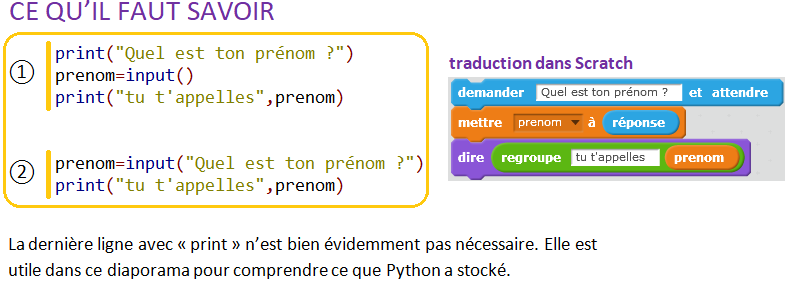 CE QU'IL FAUT SAVOIR
① print("Quel est ton prénom ?")
prenom=input()
print("tu t'appelles",prenom)
② prenom=input("Quel est ton prénom ?")
print("tu t'appelles",prenom)
traduction dans Scratch
demander Quel est ton prénom ? et attendre
mettre prenom à réponse
dire regroupe tu t'appelles prenom
La dernière ligne avec « print » n'est bien évidemment pas nécessaire. Elle est
utile dans ce diaporama pour comprendre ce que Python a stocké.